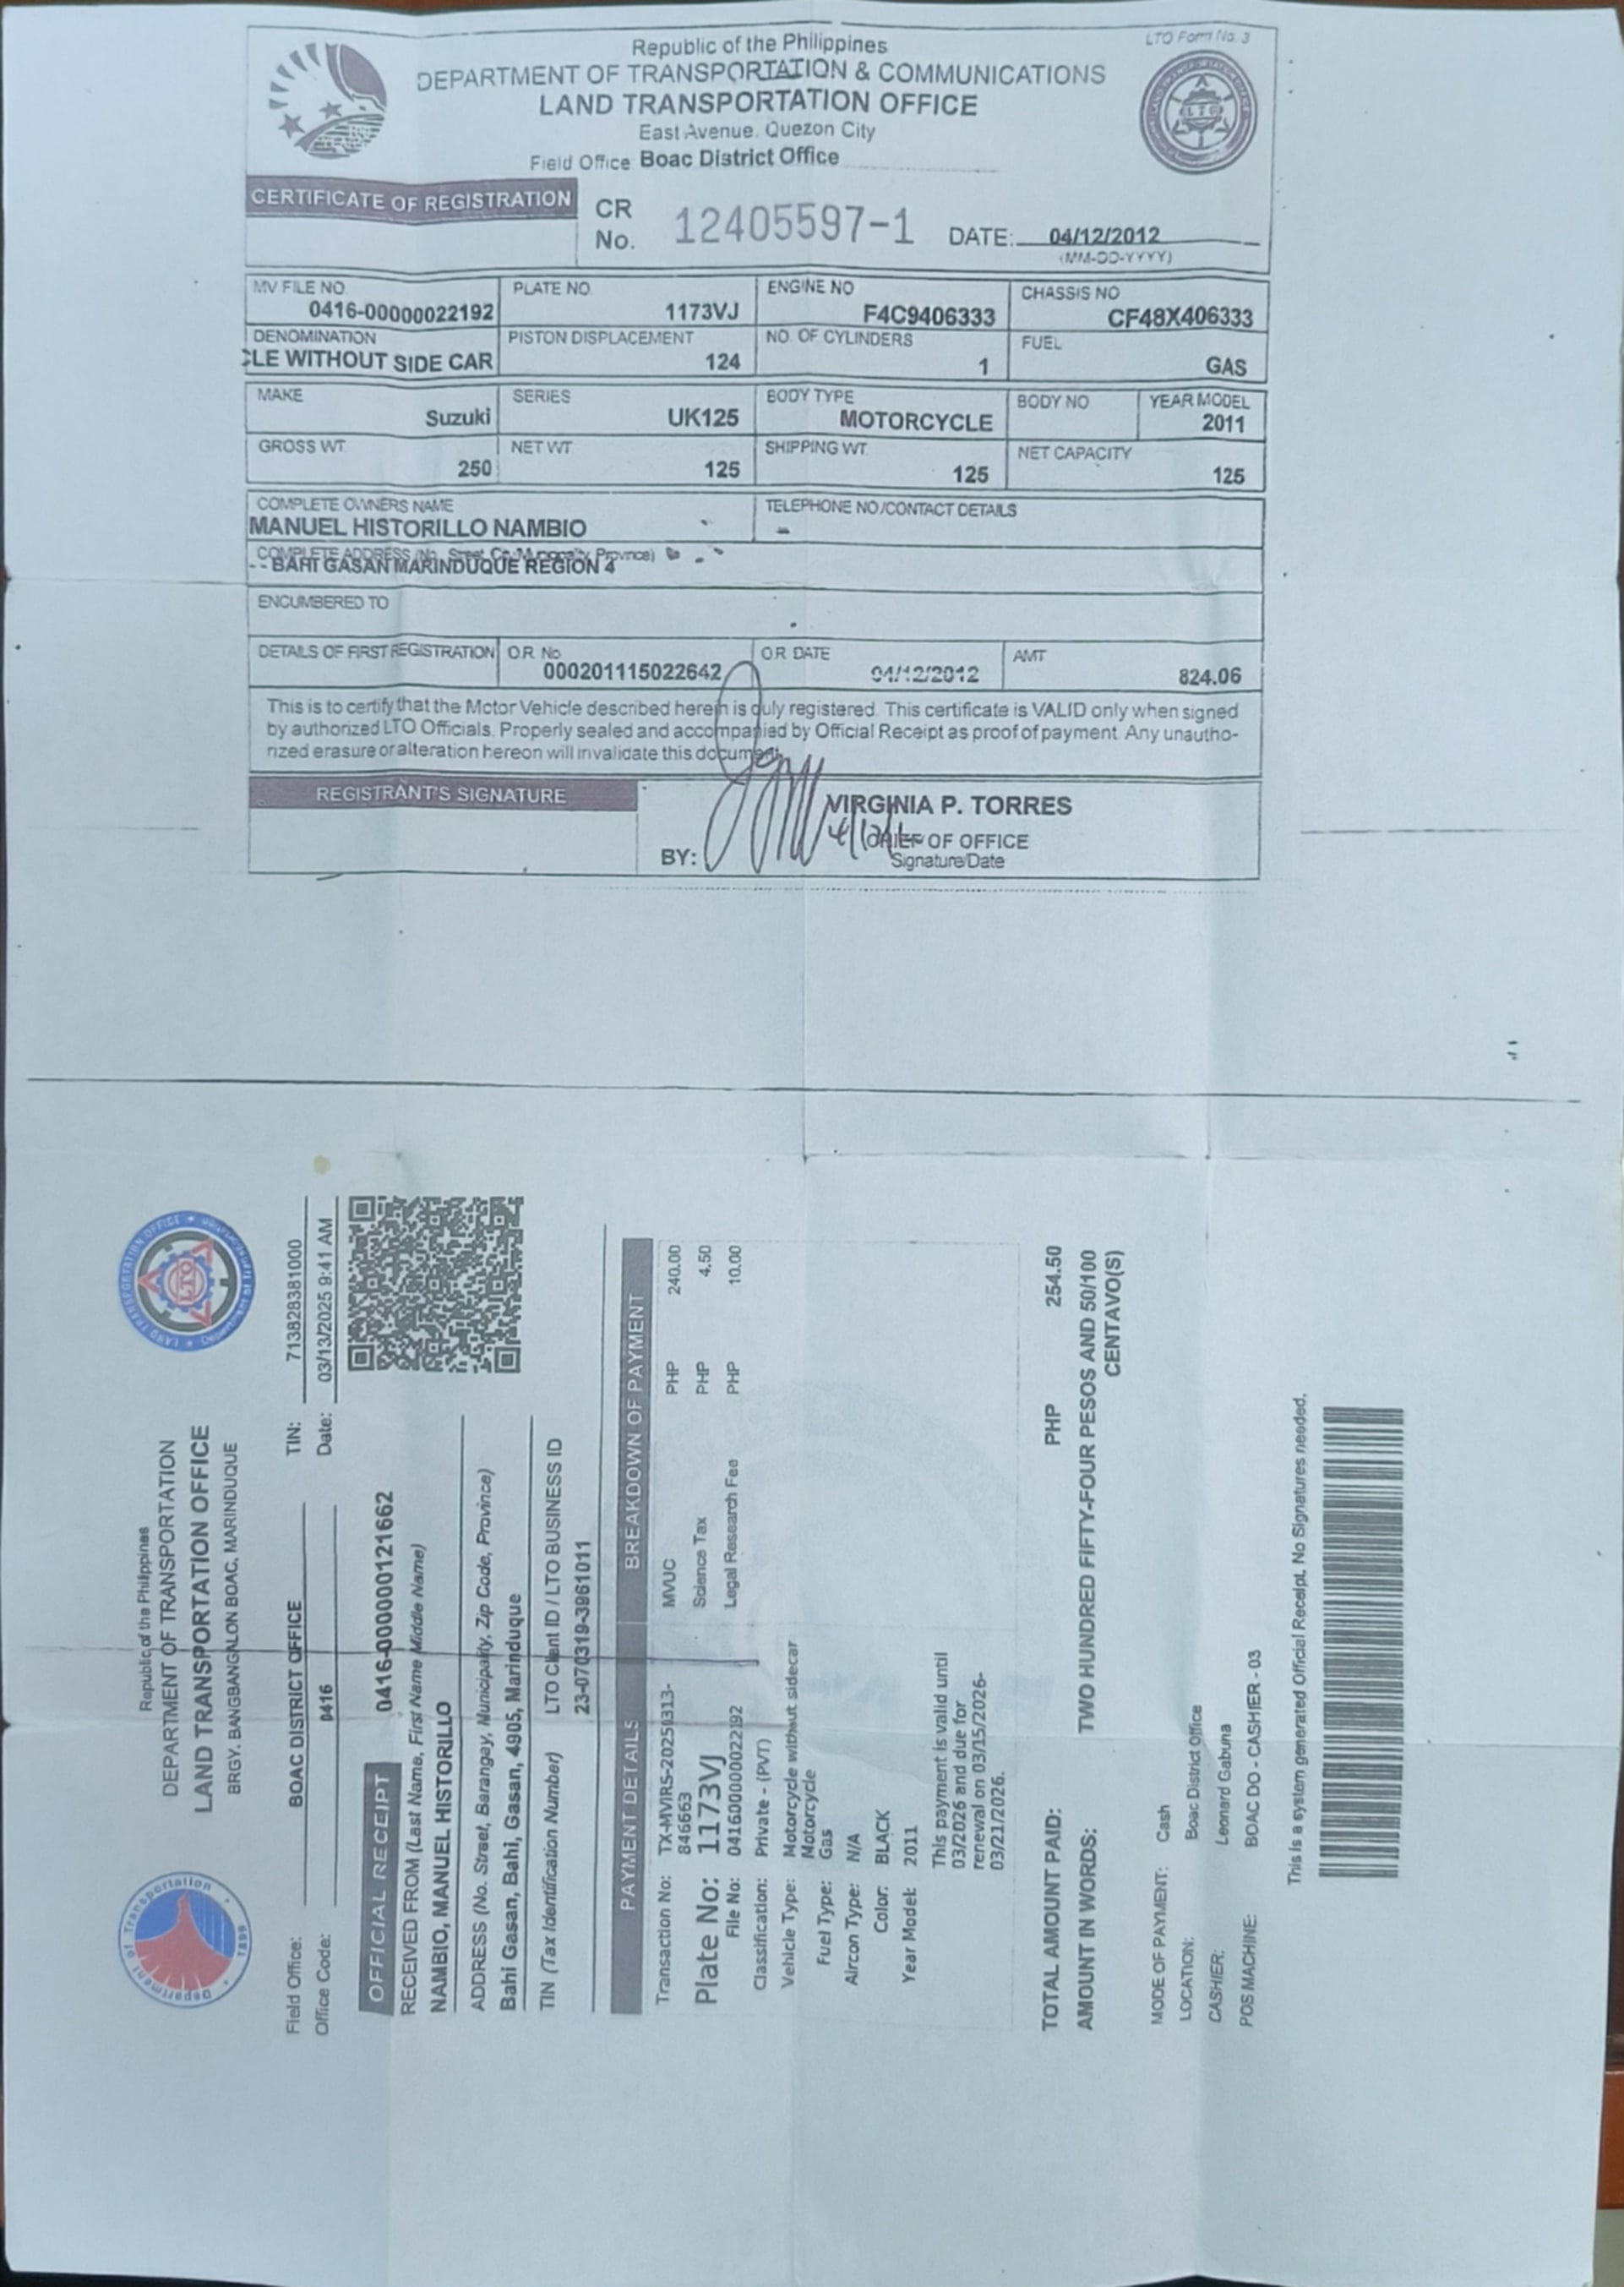 Department of Transportation
1899
Republic of the Philippines
DEPARTMENT OF TRANSPORTATION
LAND TRANSPORTATION OFFICE
BRGY. BANGBANGALON BOAC, MARINDUQUE
LAND TRANSPORTATION OFFICE
LTO
Department of Transportation
Field Office: BOAC DISTRICT OFFICE TIN: 713828381000
Office Code: 0416 Date: 03/13/2025 9:41 AM
OFFICIAL RECEIPT 0416-000000121662
RECEIVED FROM (Last Name, First Name Middle Name)
NAMBIO, MANUEL HISTORILLO
ADDRESS (No. Street, Barangay, Municipality, Zip Code, Province)
Bahi Gasan, Bahi, Gasan, 4905, Marinduque
TIN (Tax Identification Number) LTO Client ID / LTO BUSINESS ID
23-070319-3961011
PAYMENT DETAILS BREAKDOWN OF PAYMENT
Transaction No: TX-MVIRS-20250313-
846663
MVUC PHP 240.00
Science Tax PHP 4.50
Plate No: 1173VJ
Legal Research Fee PHP 10.00
File No: 041600000022192
Classification: Private - (PVT)
Vehicle Type: Motorcycle without sidecar
Motorcycle
Fuel Type: Gas
Aircon Type: N/A
Color: BLACK
Year Model: 2011
This payment is valid until
03/2026 and due for
renewal on 03/15/2026-
03/21/2026.
TOTAL AMOUNT PAID: PHP 254.50
AMOUNT IN WORDS: TWO HUNDRED FIFTY-FOUR PESOS AND 50/100
CENTAVO(S)
MODE OF PAYMENT: Cash
LOCATION: Boac District Office
CASHIER: Leonard Gabuna
POS MACHINE: BOAC DO - CASHIER - 03
This is a system generated Official Receipt. No Signatures needed.
LTO Form No. 3
Republic of the Philippines
DEPARTMENT OF TRANSPORTATION & COMMUNICATIONS
LAND TRANSPORTATION OFFICE
East Avenue, Quezon City
Field Office Boac District Office
CERTIFICATE OF REGISTRATION
CR
No. 12405597-1 DATE: 04/12/2012
(MM-DD-YYYY)
MV FILE NO. PLATE NO. ENGINE NO. CHASSIS NO
0416-00000022192 1173VJ F4C9406333 CF48X406333
DENOMINATION PISTON DISPLACEMENT NO. OF CYLINDERS FUEL
CLE WITHOUT SIDE CAR 124 1 GAS
MAKE SERIES BODY TYPE BODY NO YEAR MODEL
Suzuki UK125 MOTORCYCLE 2011
GROSS WT NET WT SHIPPING WT. NET CAPACITY
250 125 125 125
COMPLETE OWNERS NAME TELEPHONE NO./CONTACT DETAILS
MANUEL HISTORILLO NAMBIO
COMPLETE ADDRESS
BAHI GASAN MARINDUQUE REGION 4
ENCUMBERED TO
DETAILS OF FIRST REGISTRATION O.R. No. O.R DATE AMT
000201115022642 04/12/2012 824.06
This is to certify that the Motor Vehicle described herein is duly registered. This certificate is VALID only when signed
by authorized LTO Officials. Properly sealed and accompanied by Official Receipt as proof of payment. Any unautho-
rized erasure or alteration hereon will invalidate this document.
REGISTRANT'S SIGNATURE
VIRGINIA P. TORRES
CHIEF OF OFFICE
BY:
Signature/Date